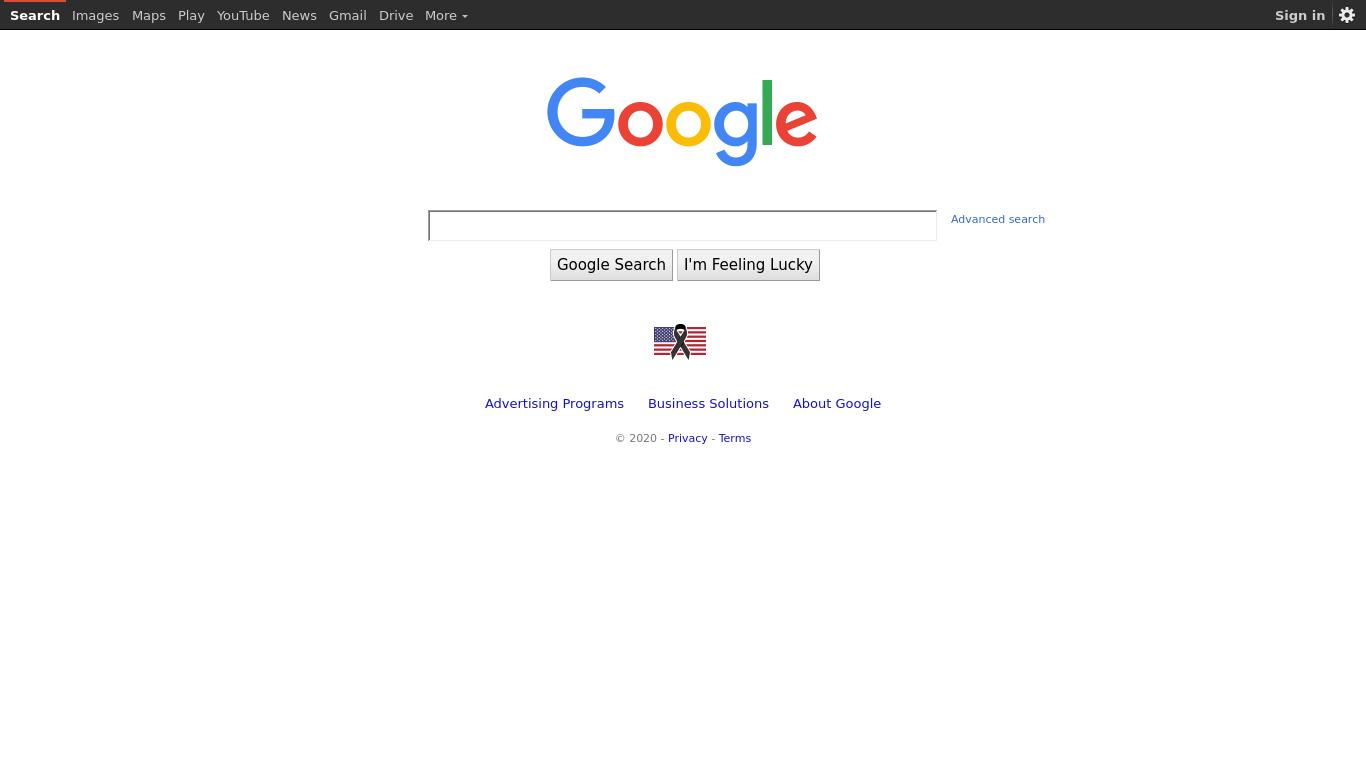 Search Images Maps Play YouTube News Gmail Drive More Sign in
Google
Advanced search
Google Search I'm Feeling Lucky
Advertising Programs Business Solutions About Google
© 2020 - Privacy - Terms